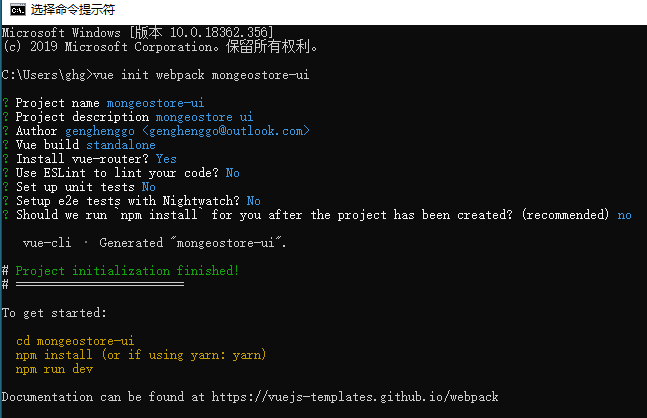 选择命令提示符
Microsoft Windows [版本 10.0.18362.356]
(c) 2019 Microsoft Corporation。保留所有权利。
C:\Users\ghg>vue init webpack mongeostore-ui
? Project name mongeostore-ui
? Project description mongeostore ui
? Author genghenggo <genghenggo@outlook.com>
? Vue build standalone
? Install vue-router? Yes
? Use ESLint to lint your code? No
? Set up unit tests No
? Setup e2e tests with Nightwatch? No
? Should we run `npm install` for you after the project has been created? (recommended) no
vue-cli · Generated "mongeostore-ui".
# Project initialization finished!
# ========================
To get started:
cd mongeostore-ui
npm install (or if using yarn: yarn)
npm run dev
Documentation can be found at https://vuejs-templates.github.io/webpack